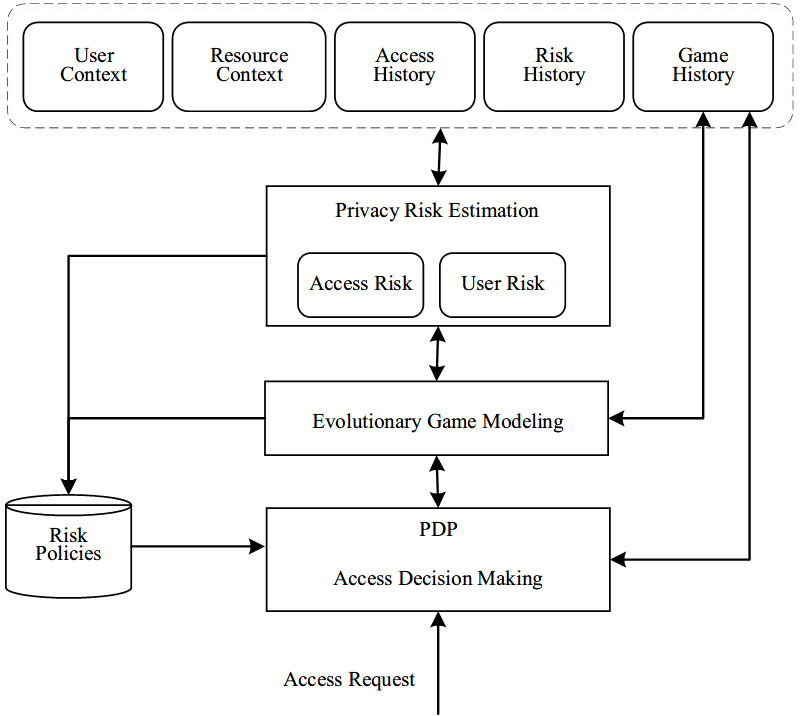 User
Context
Resource
Context
Access
History
Risk
History
Game
History
Privacy Risk Estimation
Access Risk
User Risk
Evolutionary Game Modeling
Risk
Policies
PDP
Access Decision Making
Access Request